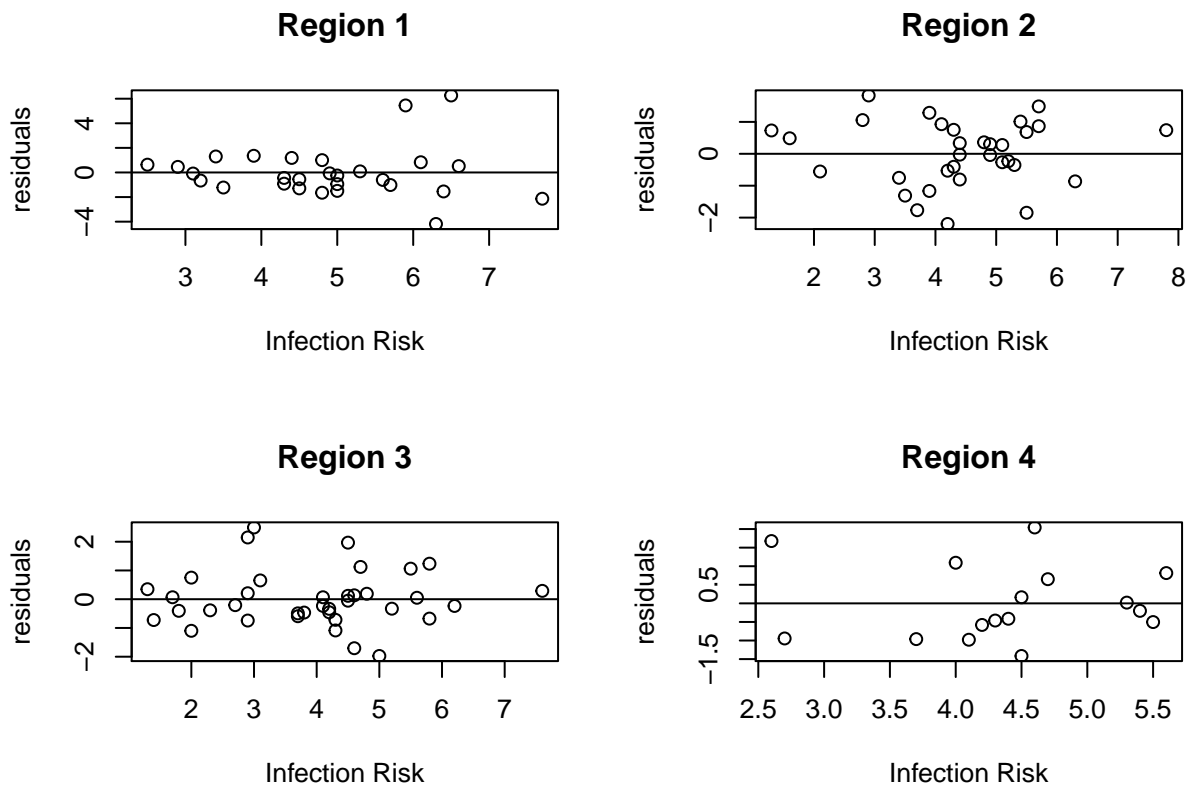 Region 1
residuals
4
0
−4
3 4 5 6 7
Infection Risk
Region 2
residuals
0
−2
2 3 4 5 6 7 8
Infection Risk
Region 3
residuals
2
0
−2
2 3 4 5 6 7
Infection Risk
Region 4
residuals
0.5
−1.5
2.5 3.0 3.5 4.0 4.5 5.0 5.5
Infection Risk